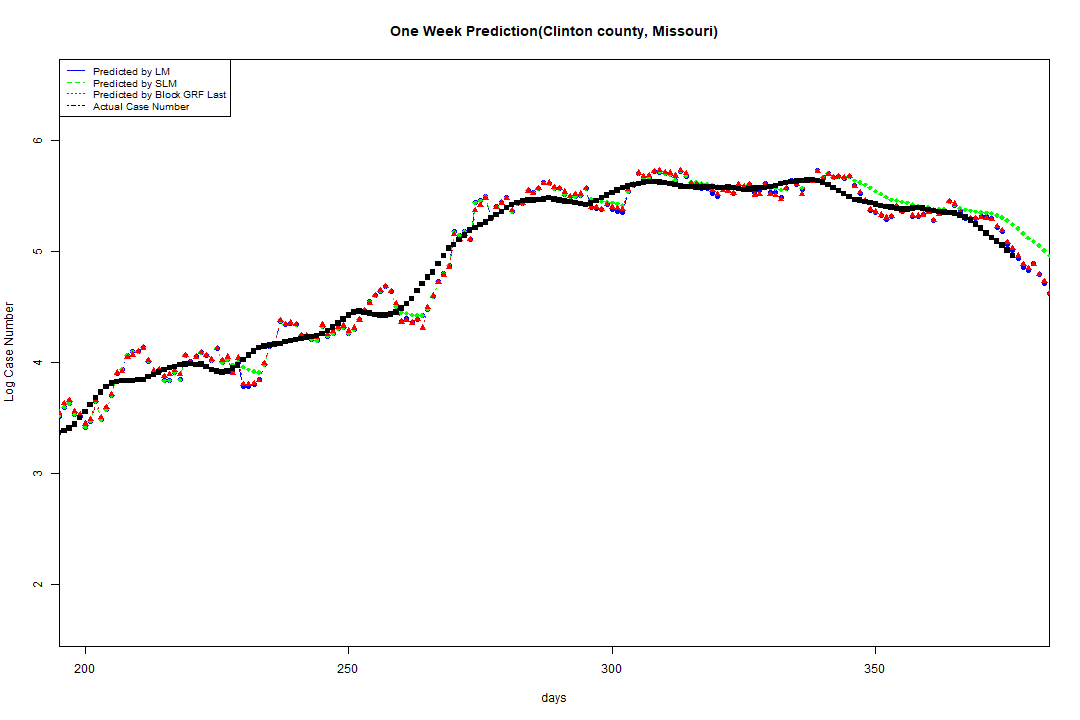 One Week Prediction(Clinton county, Missouri)
Predicted by LM
Predicted by SLM
Predicted by Block GRF Last
Actual Case Number
6
5
4
3
2
Log Case Number
200 250 300 350
days